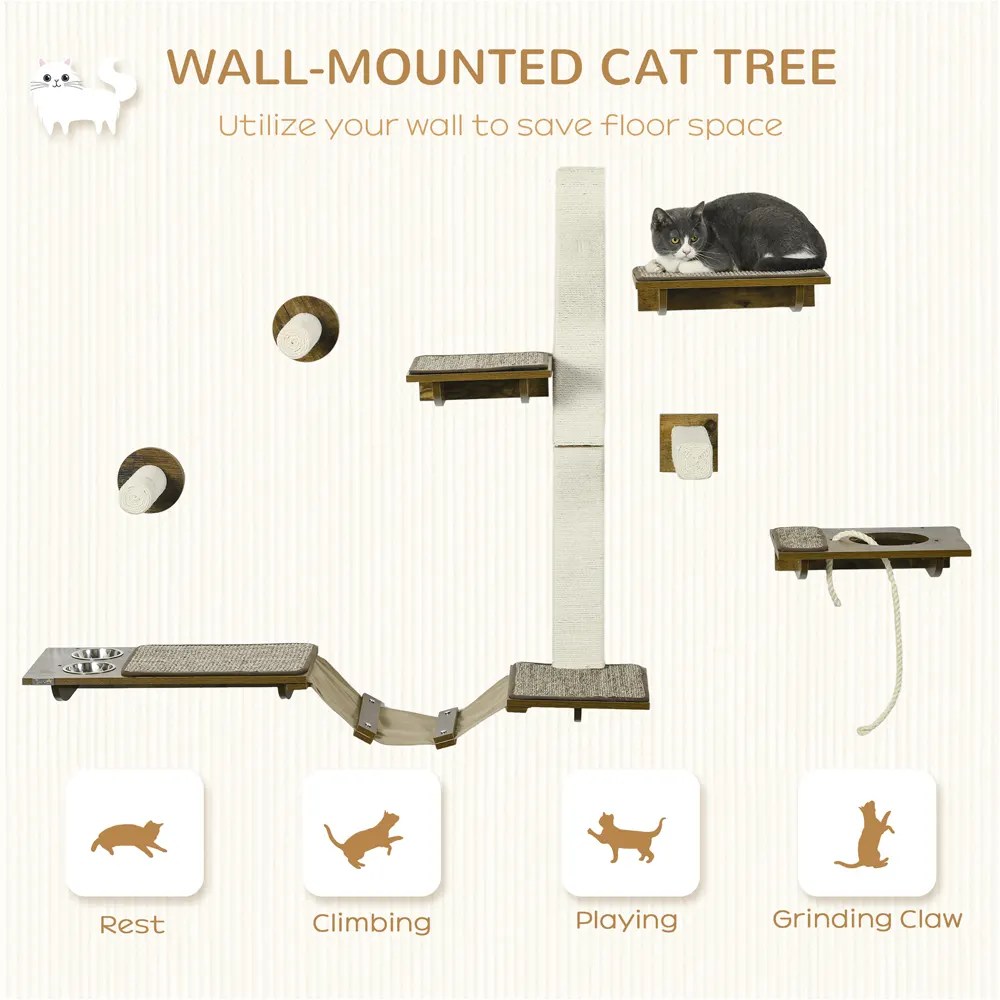 WALL-MOUNTED CAT TREE
Utilize your wall to save floor space
Rest
Climbing
Playing
Grinding Claw